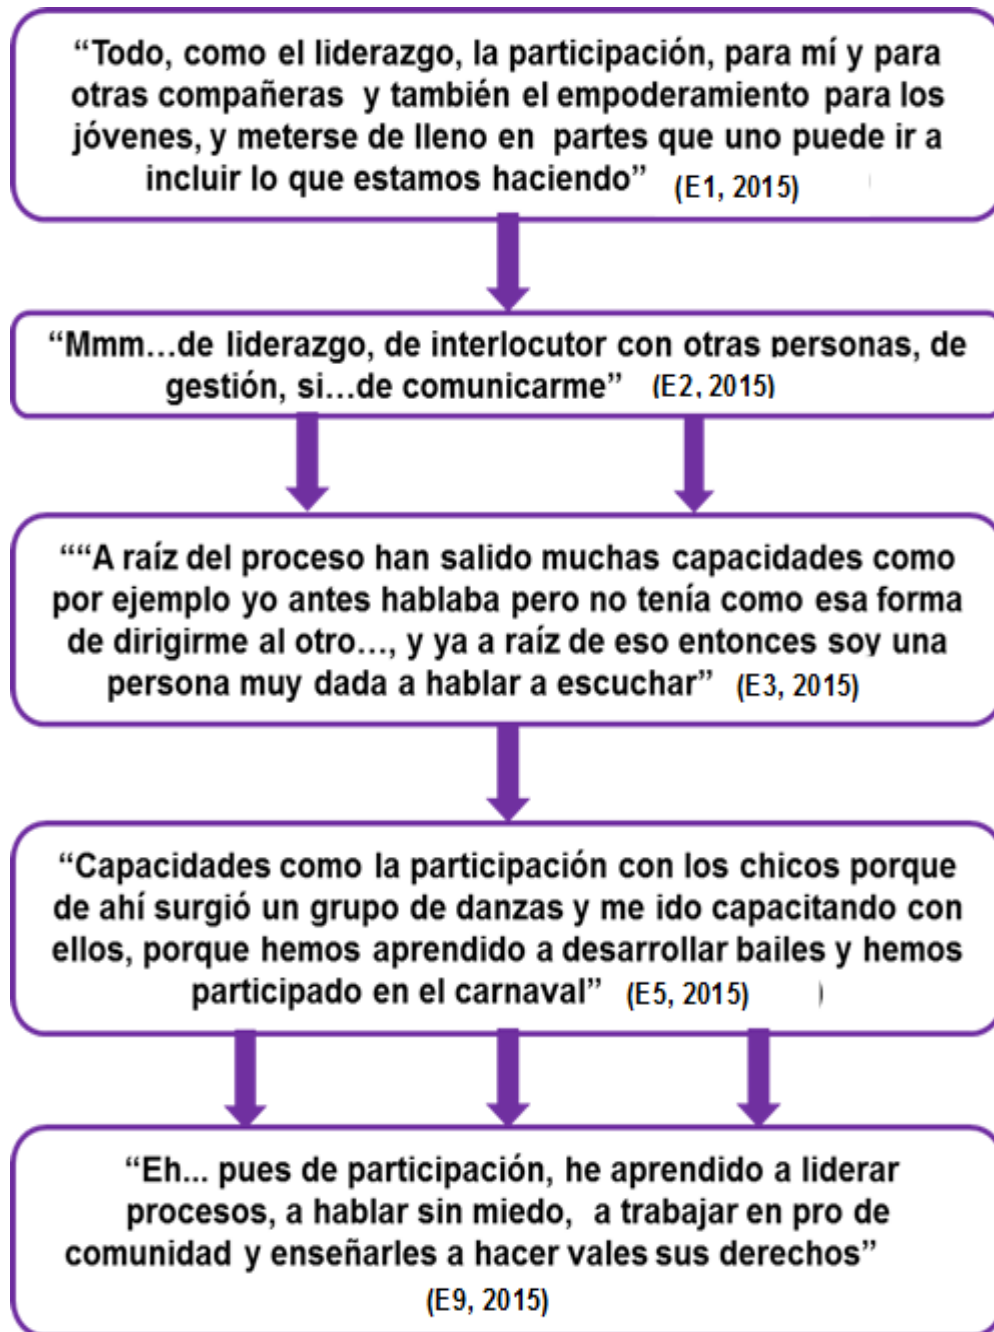 “Todo, como el liderazgo, la participación, para mí y para
otras compañeras y también el empoderamiento para los
jóvenes, y meterse de lleno en partes que uno puede ir a
incluir lo que estamos haciendo” (E1, 2015)
“Mmm…de liderazgo, de interlocutor con otras personas, de
gestión, si…de comunicarme” (E2, 2015)
““A raíz del proceso han salido muchas capacidades como
por ejemplo yo antes hablaba pero no tenía como esa forma
de dirigirme al otro…, y ya a raíz de eso entonces soy una
persona muy dada a hablar a escuchar” (E3, 2015)
“Capacidades como la participación con los chicos porque
de ahí surgió un grupo de danzas y me ido capacitando con
ellos, porque hemos aprendido a desarrollar bailes y hemos
participado en el carnaval” (E5, 2015) )
“Eh... pues de participación, he aprendido a liderar
procesos, a hablar sin miedo, a trabajar en pro de
comunidad y enseñarles a hacer vales sus derechos”
(E9, 2015)